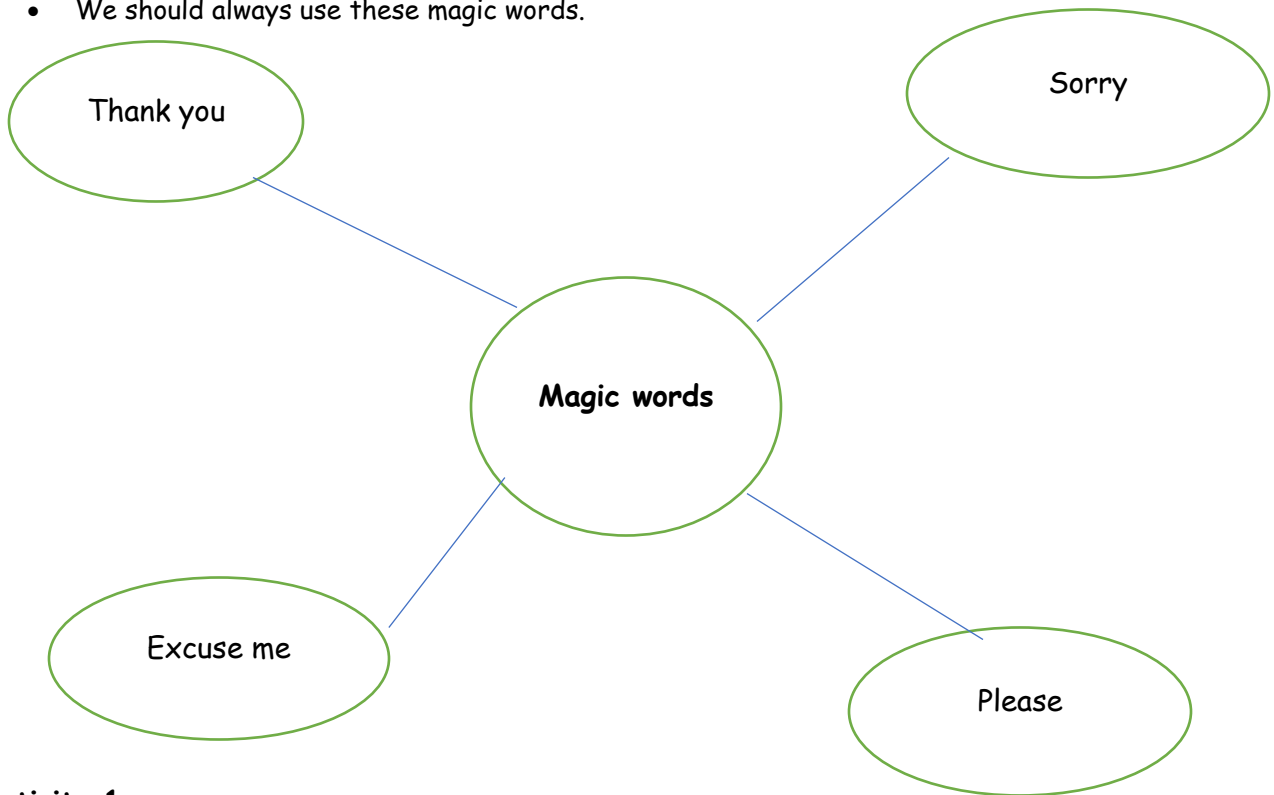 • We should always use these magic words.
Thank you
Sorry
Magic words
Excuse me
Please